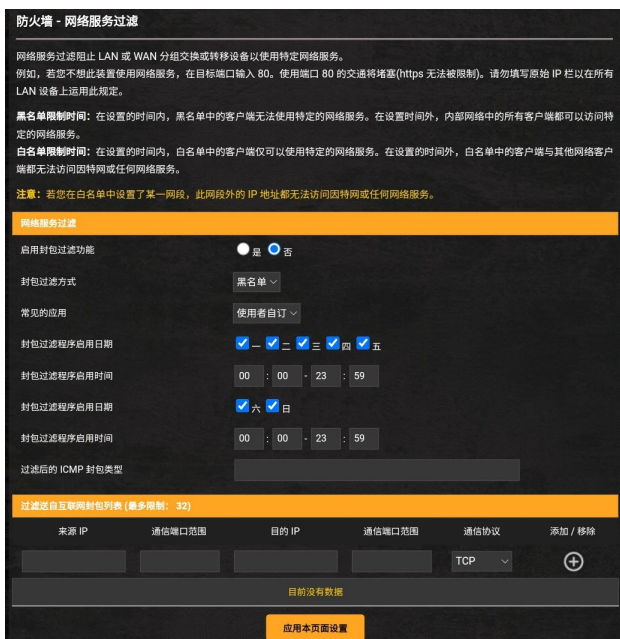 防火墙 - 网络服务过滤
网络服务过滤阻止 LAN 或 WAN 分组交换或转移设备以使用特定网络服务。
例如，若您不想此装置使用网络服务，在目标端口输入 80。使用端口 80 的交通将堵塞(https 无法被限制)。请勿填写原始 IP 栏以在所有
LAN 设备上运用此规定。
黑名单限制时间：在设置的时间内，黑名单中的客户端无法使用特定的网络服务。在设置时间外，内部网络中的所有客户端都可以访问特
定的网络服务。
白名单限制时间：在设置的时间内，白名单中的客户端仅可以使用特定的网络服务。在设置的时间外，白名单中的客户端与其他网络客户
端都无法访问因特网或任何网络服务。
注意：若您在白名单中设置了某一网段，此网段外的 IP 地址都无法访问因特网或任何网络服务。
网络服务过滤
启用封包过滤功能 是 否
封包过滤方式 黑名单
常见的应用 使用者自订
封包过滤程序启用日期 一 二 三 四 五
封包过滤程序启用时间 00 : 00 - 23 : 59
封包过滤程序启用日期 六 日
封包过滤程序启用时间 00 : 00 - 23 : 59
过滤后的 ICMP 封包类型
过滤送自互联网封包列表 (最多限制： 32)
来源 IP 通信端口范围 目的 IP 通信端口范围 通信协议 添加 / 移除
TCP
目前没有数据
应用本页面设置